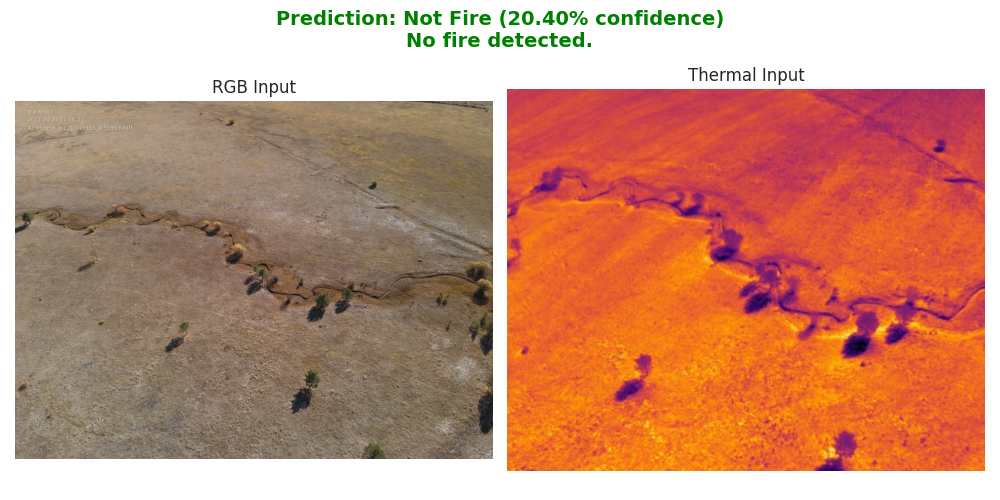 Prediction: Not Fire (20.40% confidence)
No fire detected.
RGB Input
Thermal Input